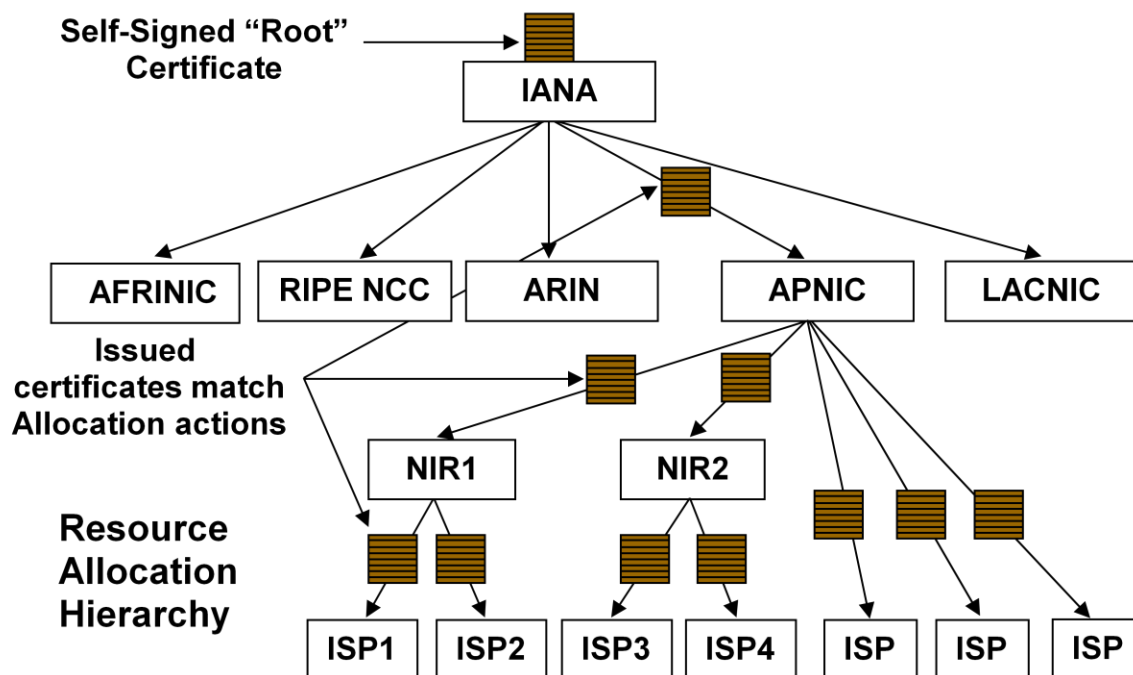 Self-Signed “Root”
Certificate
IANA
AFRINIC
RIPE NCC
ARIN
APNIC
LACNIC
Issued
certificates match
Allocation actions
NIR1
NIR2
Resource
Allocation
Hierarchy
ISP1
ISP2
ISP3
ISP4
ISP
ISP
ISP